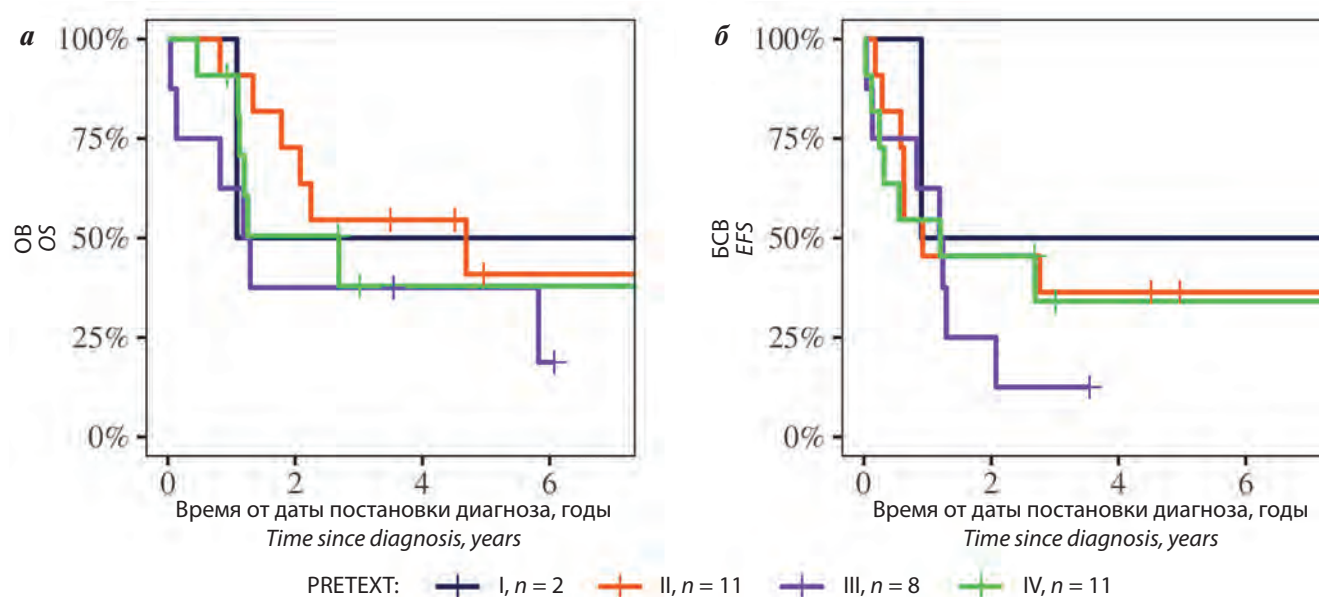 а
100%
75%
50%
25%
0%
ОВ
OS
0 2 4 6
Время от даты постановки диагноза, годы
Time since diagnosis, years
б
100%
75%
50%
25%
0%
БСВ
EFS
0 2 4 6
Время от даты постановки диагноза, годы
Time since diagnosis, years
PRETEXT: I, n = 2 II, n = 11 III, n = 8 IV, n = 11